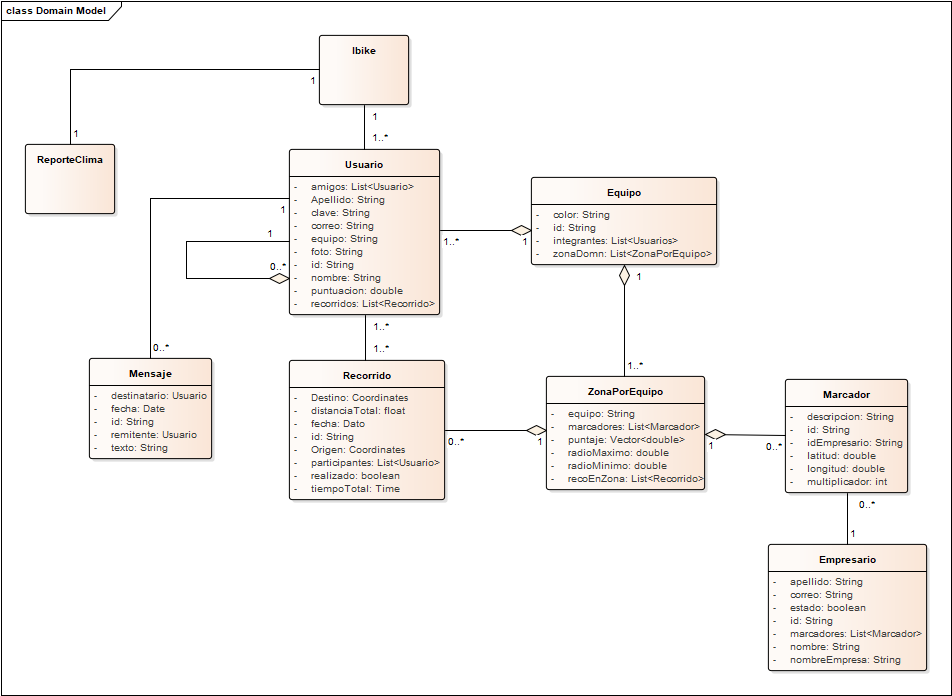 class Domain Model
Ibike
1
1
1
1..*
ReporteClima
Usuario
- amigos: List<Usuario>
- Apellido: String
- clave: String
- correo: String
- equipo: String
- foto: String
- id: String
- nombre: String
- puntuacion: double
- recorridos: List<Recorrido>
1
1
0..*
0..*
1..*
1
1..*
1..*
Equipo
- color: String
- id: String
- integrantes: List<Usuarios>
- zonaDomn: List<ZonaPorEquipo>
1
1..*
Mensaje
- destinatario: Usuario
- fecha: Date
- id: String
- remitente: Usuario
- texto: String
Recorrido
- Destino: Coordinates
- distanciaTotal: float
- fecha: Dato
- id: String
- Origen: Coordinates
- participantes: List<Usuario>
- realizado: boolean
- tiempoTotal: Time
0..*
1
ZonaPorEquipo
- equipo: String
- marcadores: List<Marcador>
- puntaje: Vector<double>
- radioMaximo: double
- radioMinimo: double
- recoEnZona: List<Recorrido>
1
0..*
Marcador
- descripcion: String
- id: String
- idEmpresario: String
- latitud: double
- longitud: double
- multiplicador: int
0..*
1
Empresario
- apellido: String
- correo: String
- estado: boolean
- id: String
- marcadores: List<Marcador>
- nombre: String
- nombreEmpresa: String